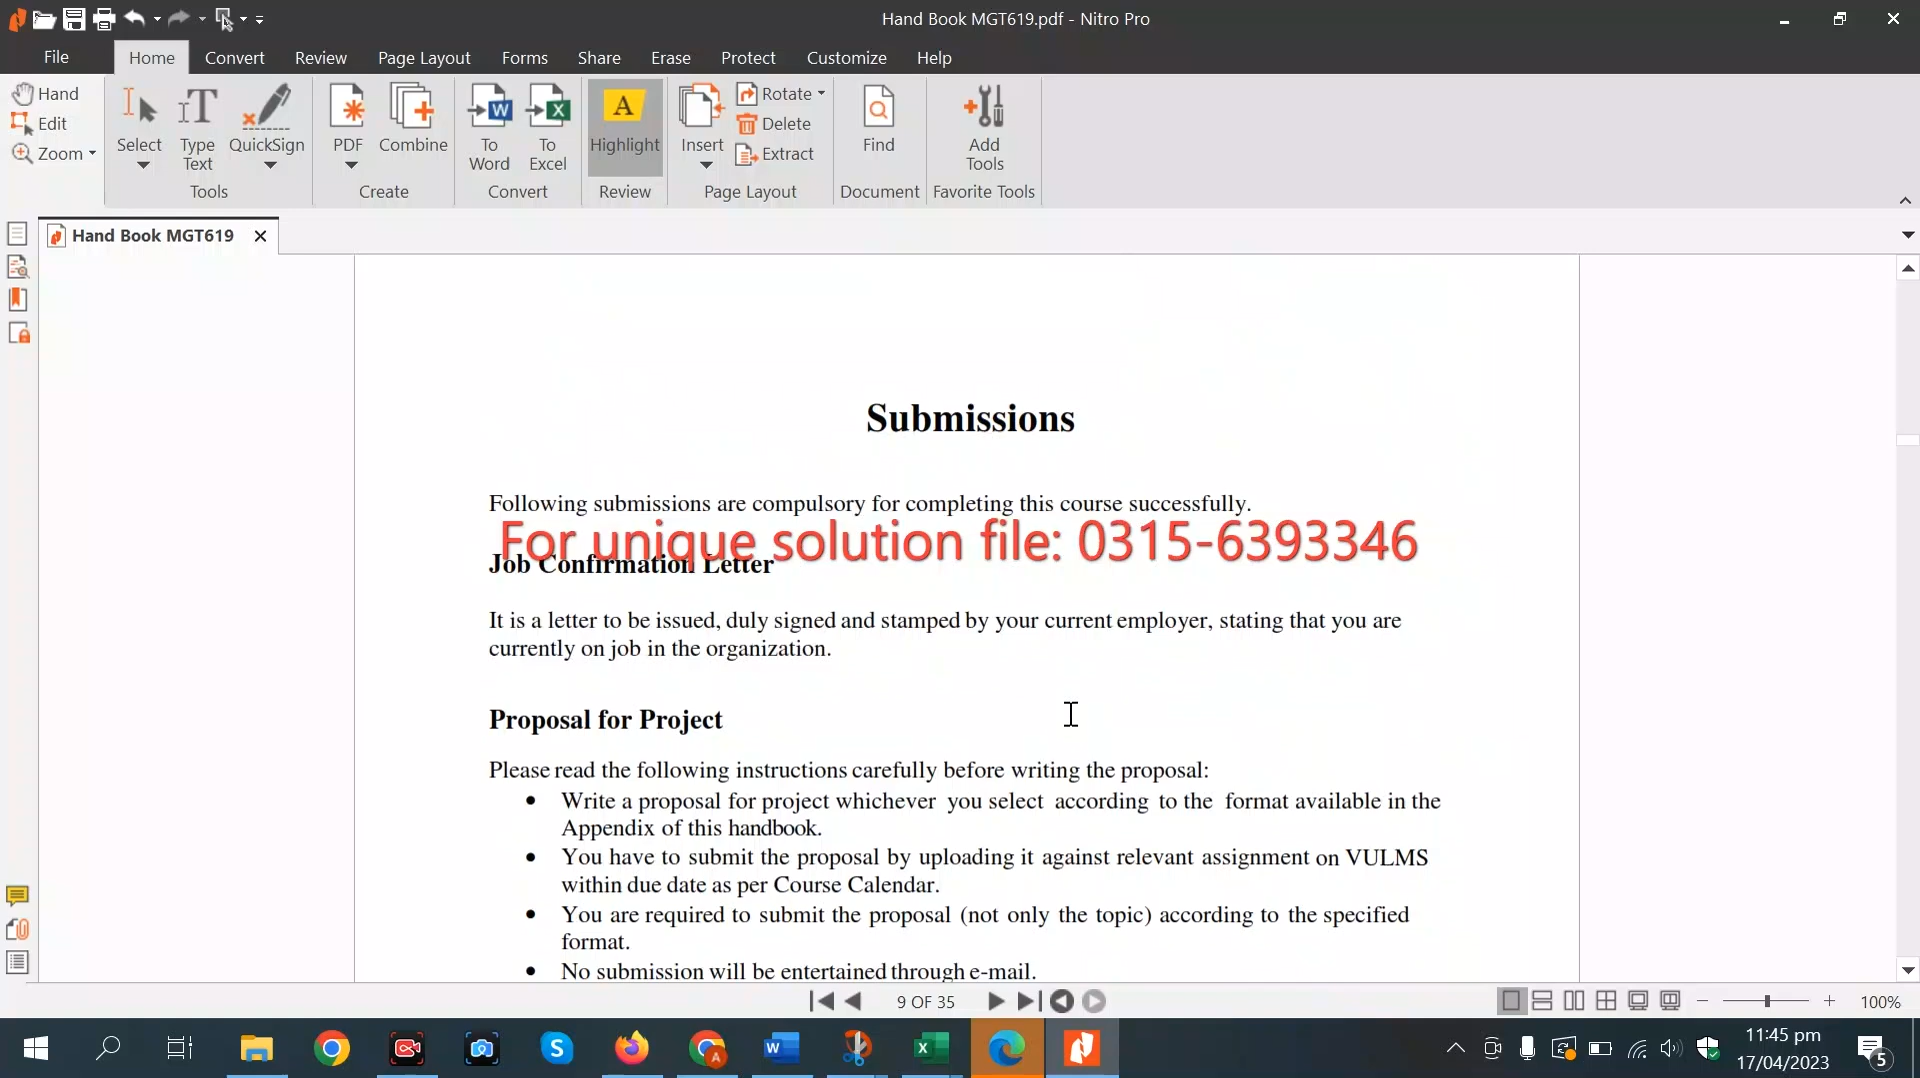 Hand Book MGT619.pdf - Nitro Pro
File Home Convert Review Page Layout Forms Share Erase Protect Customize Help
Hand
Edit
Zoom
Select
Type Text
QuickSign
Tools
PDF
Combine
Create
To Word
To Excel
Convert
Highlight
Review
Insert
Rotate
Delete
Extract
Page Layout
Find
Document
Add Tools
Favorite Tools
Hand Book MGT619
Submissions
Following submissions are compulsory for completing this course successfully.
For unique solution file: 0315-6393346
Job Confirmation Letter
It is a letter to be issued, duly signed and stamped by your current employer, stating that you are
currently on job in the organization.
Proposal for Project
Please read the following instructions carefully before writing the proposal:
• Write a proposal for project whichever you select according to the format available in the
Appendix of this handbook.
• You have to submit the proposal by uploading it against relevant assignment on VULMS
within due date as per Course Calendar.
• You are required to submit the proposal (not only the topic) according to the specified
format.
• No submission will be entertained through e-mail.
9 OF 35
100%
11:45 pm
17/04/2023
5